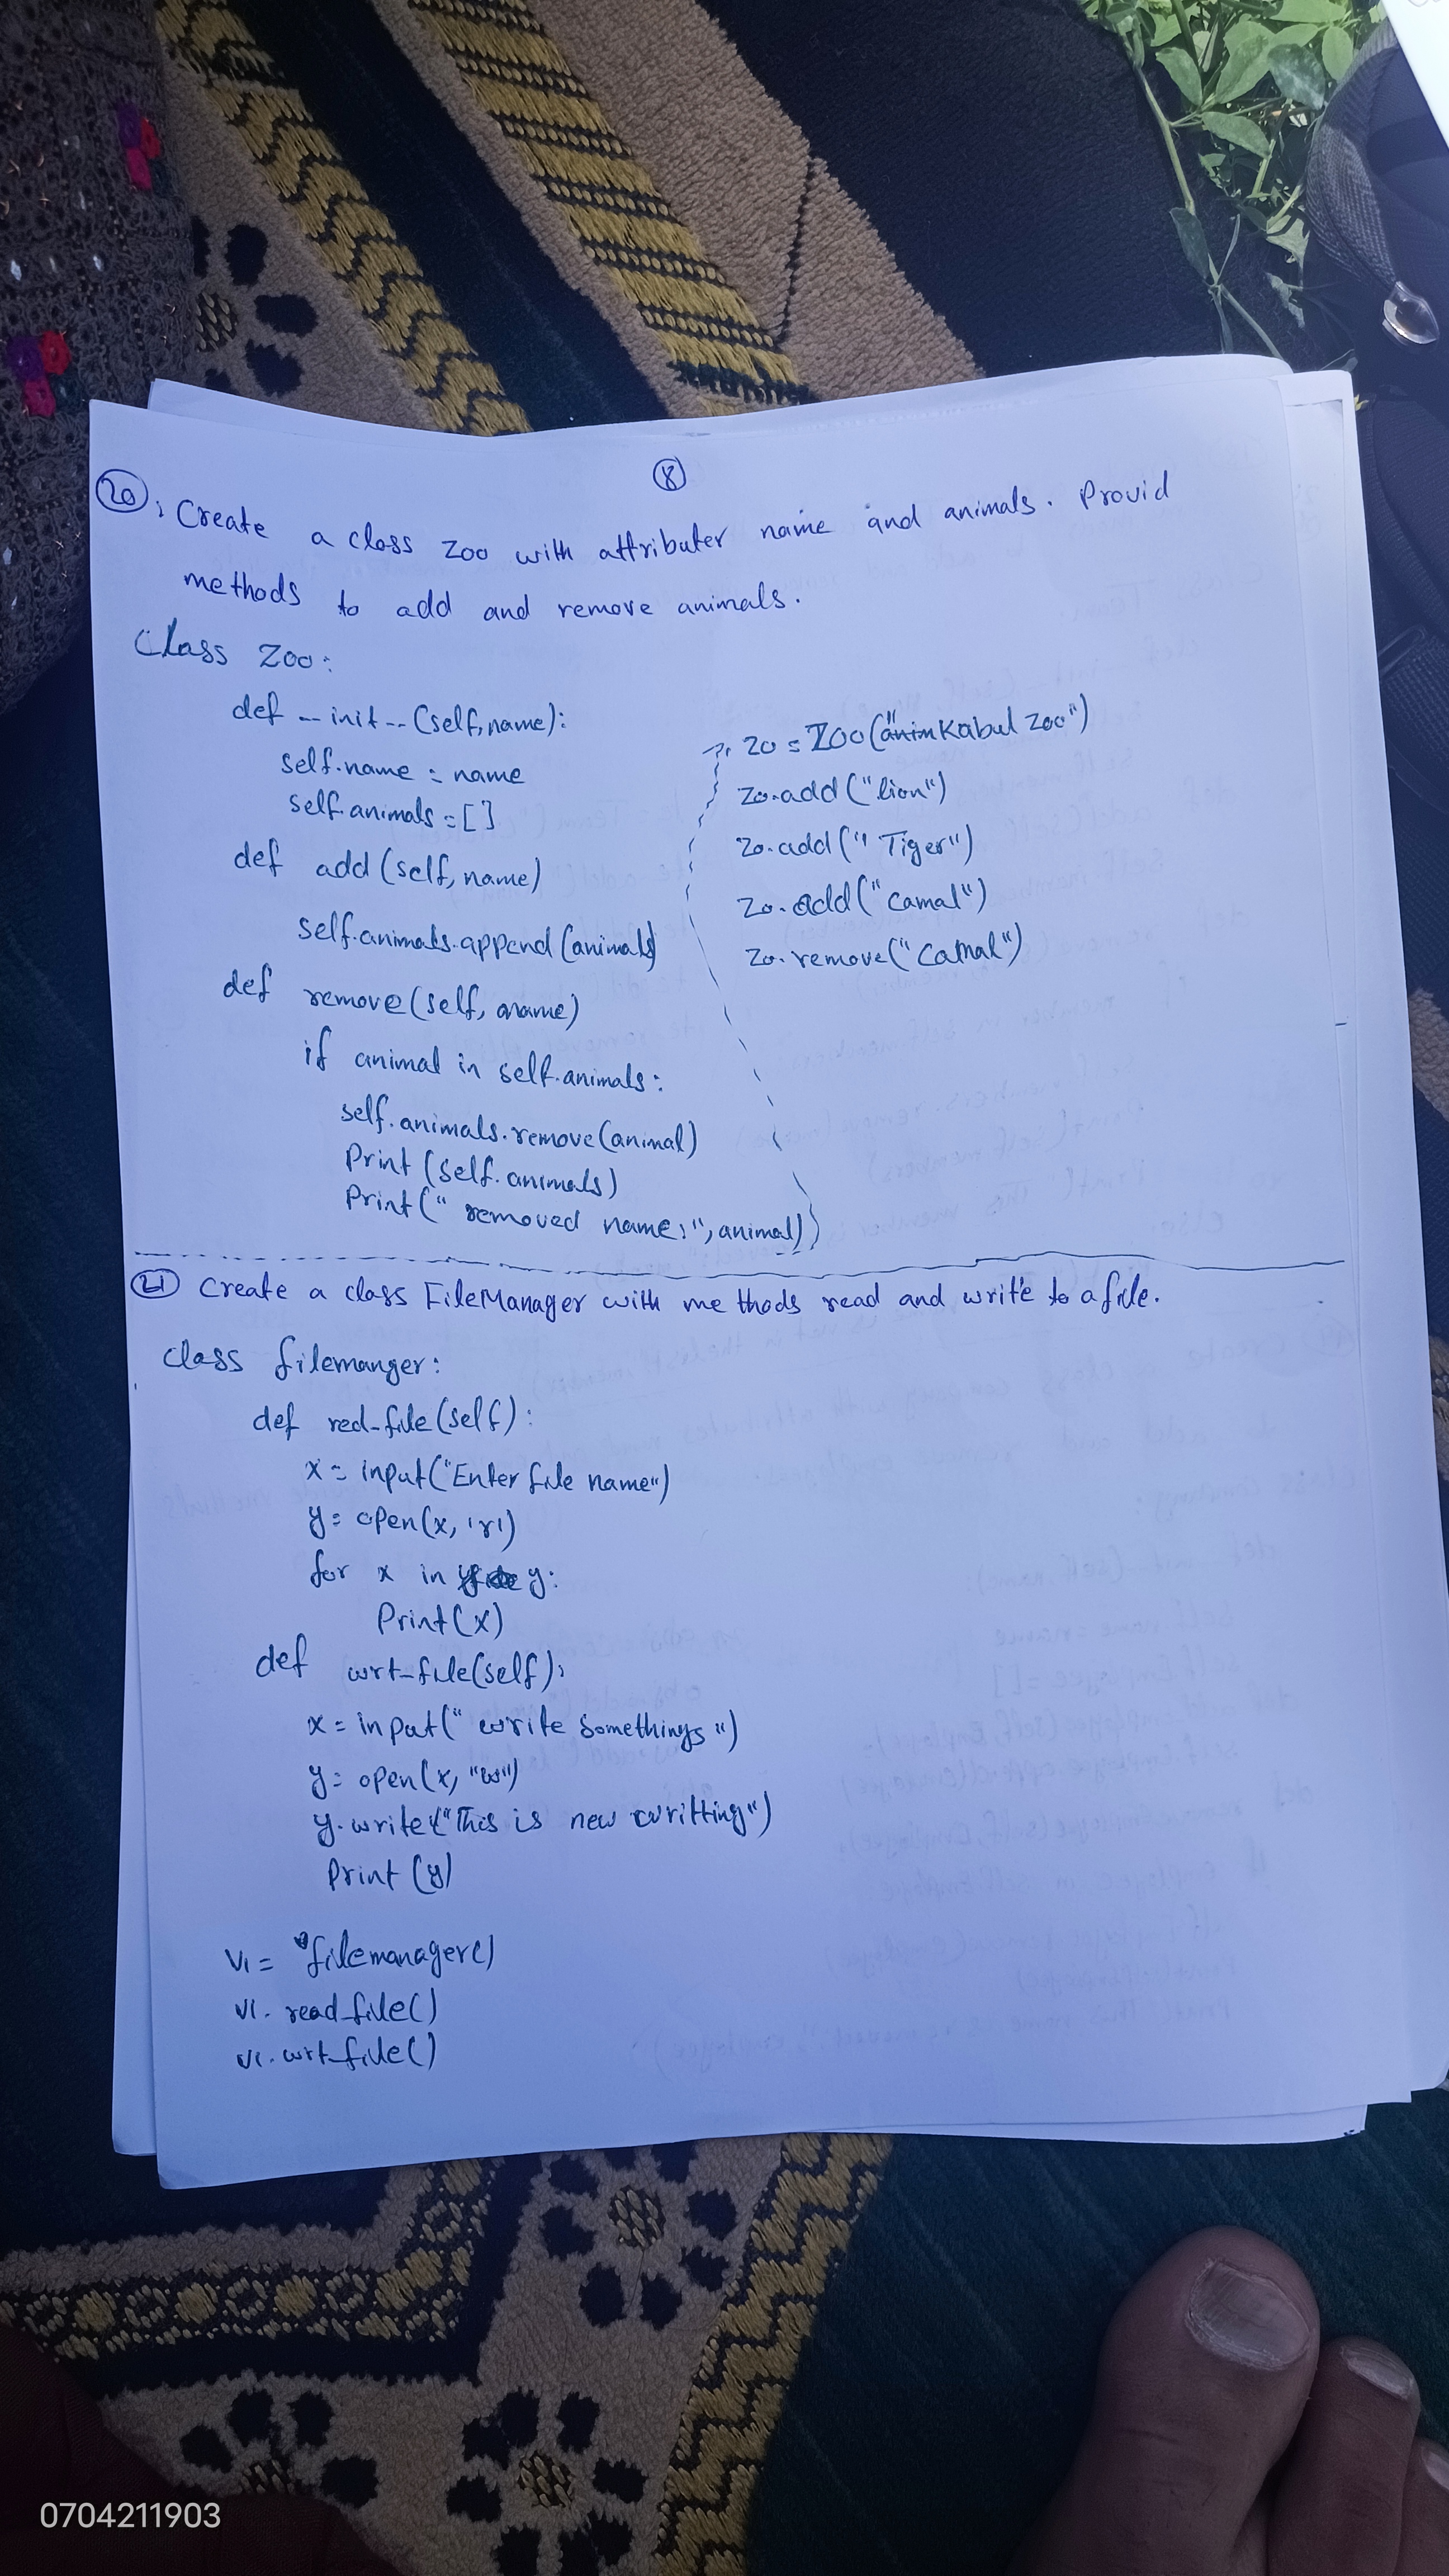 8
20: Create a class Zoo with attributer name and animals. Provid
methods to add and remove animals.
Class Zoo:
def __init__(self,name):
self.name = name
self.animals = []
def add(self, name)
self.animals.append(animals)
def remove(self, aname)
if animal in self.animals:
self.animals.remove(animal)
Print (self.animals)
Print(" removed name:", animal)
zo = ZOO("Kabul Zoo")
zo.add("lion")
zo.add(" Tiger")
zo.add("camal")
zo.remove("camal")
21 Create a class FileManager with methods read and write to a file.
class filemanger:
def red_file(self):
x = input("Enter file name")
y = open(x, 'r')
for x in y:
Print(x)
def wrt_file(self):
x = input(" write Somethings ")
y = open(x, "w")
y.write("This is new writting")
Print (y)
v1 = filemanager()
v1. read_file()
v1. wrt_file()
0704211903